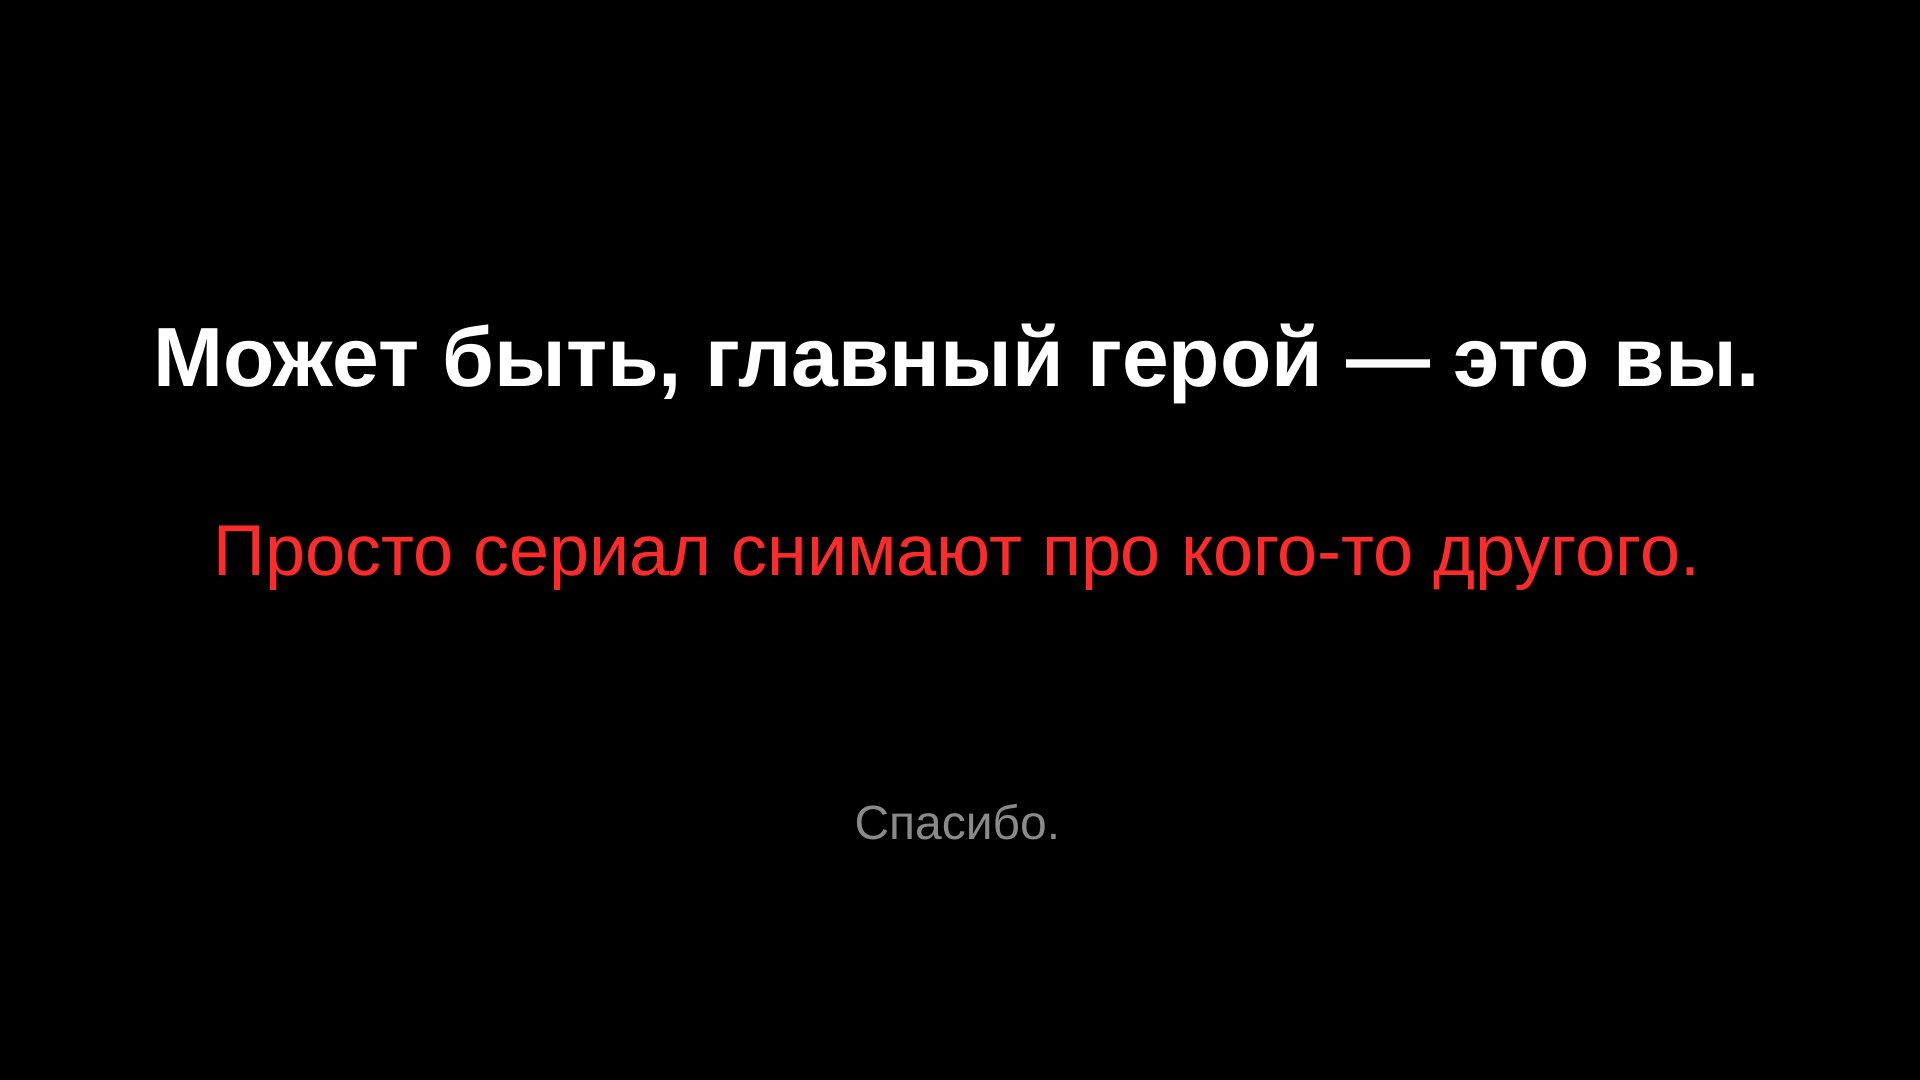 Может быть, главный герой — это вы.
Просто сериал снимают про кого-то другого.
Спасибо.